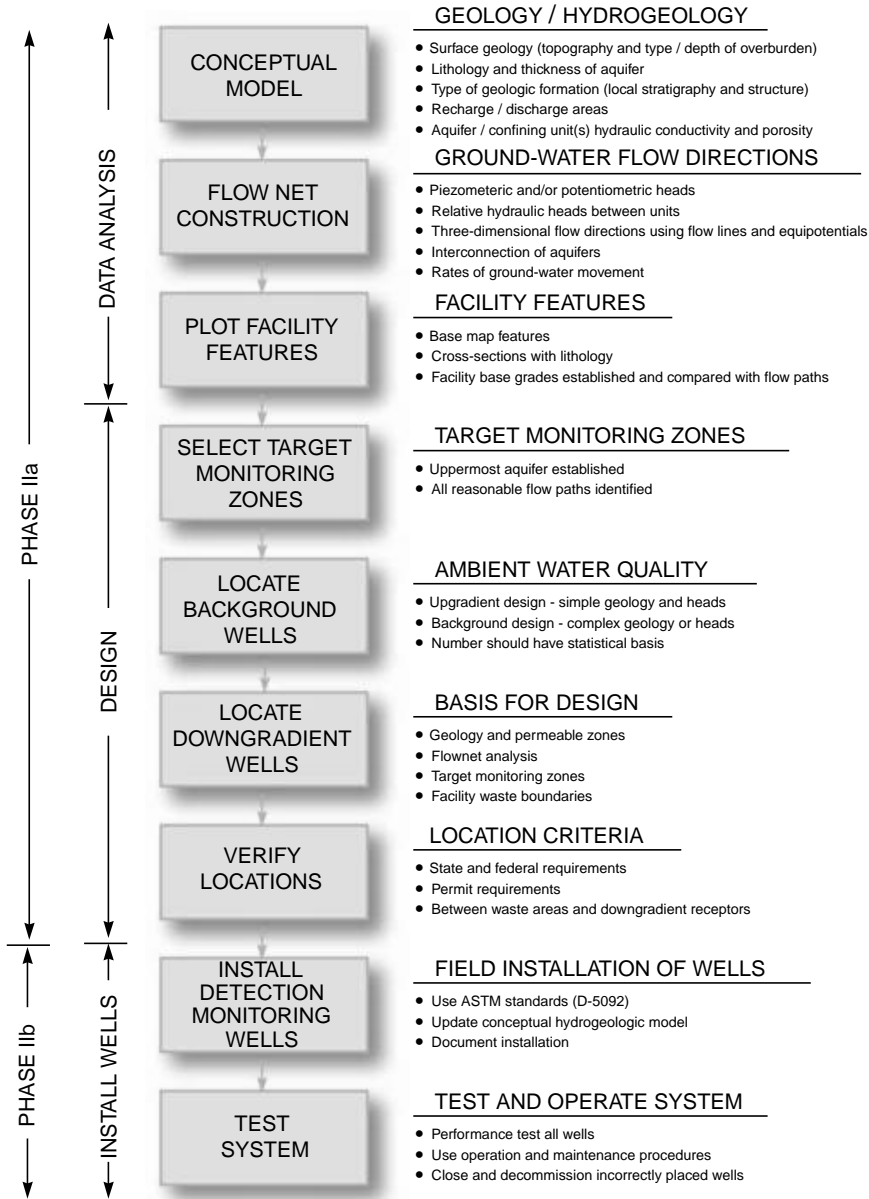 GEOLOGY / HYDROGEOLOGY
CONCEPTUAL
MODEL
● Surface geology (topography and type / depth of overburden)
● Lithology and thickness of aquifer
● Type of geologic formation (local stratigraphy and structure)
● Recharge / discharge areas
● Aquifer / confining unit(s) hydraulic conductivity and porosity
GROUND-WATER FLOW DIRECTIONS
FLOW NET
CONSTRUCTION
● Piezometeric and/or potentiometric heads
● Relative hydraulic heads between units
● Three-dimensional flow directions using flow lines and equipotentials
● Interconnection of aquifers
● Rates of ground-water movement
DATA ANALYSIS
FACILITY FEATURES
PLOT FACILITY
FEATURES
● Base map features
● Cross-sections with lithology
● Facility base grades established and compared with flow paths
TARGET MONITORING ZONES
SELECT TARGET
MONITORING
ZONES
● Uppermost aquifer established
● All reasonable flow paths identified
PHASE IIa
AMBIENT WATER QUALITY
LOCATE
BACKGROUND
WELLS
● Upgradient design - simple geology and heads
● Background design - complex geology or heads
● Number should have statistical basis
DESIGN
BASIS FOR DESIGN
LOCATE
DOWNGRADIENT
WELLS
● Geology and permeable zones
● Flownet analysis
● Target monitoring zones
● Facility waste boundaries
LOCATION CRITERIA
VERIFY
LOCATIONS
● State and federal requirements
● Permit requirements
● Between waste areas and downgradient receptors
FIELD INSTALLATION OF WELLS
INSTALL
DETECTION
MONITORING
WELLS
● Use ASTM standards (D-5092)
● Update conceptual hydrogeologic model
● Document installation
PHASE IIb
INSTALL WELLS
TEST AND OPERATE SYSTEM
TEST
SYSTEM
● Performance test all wells
● Use operation and maintenance procedures
● Close and decommission incorrectly placed wells